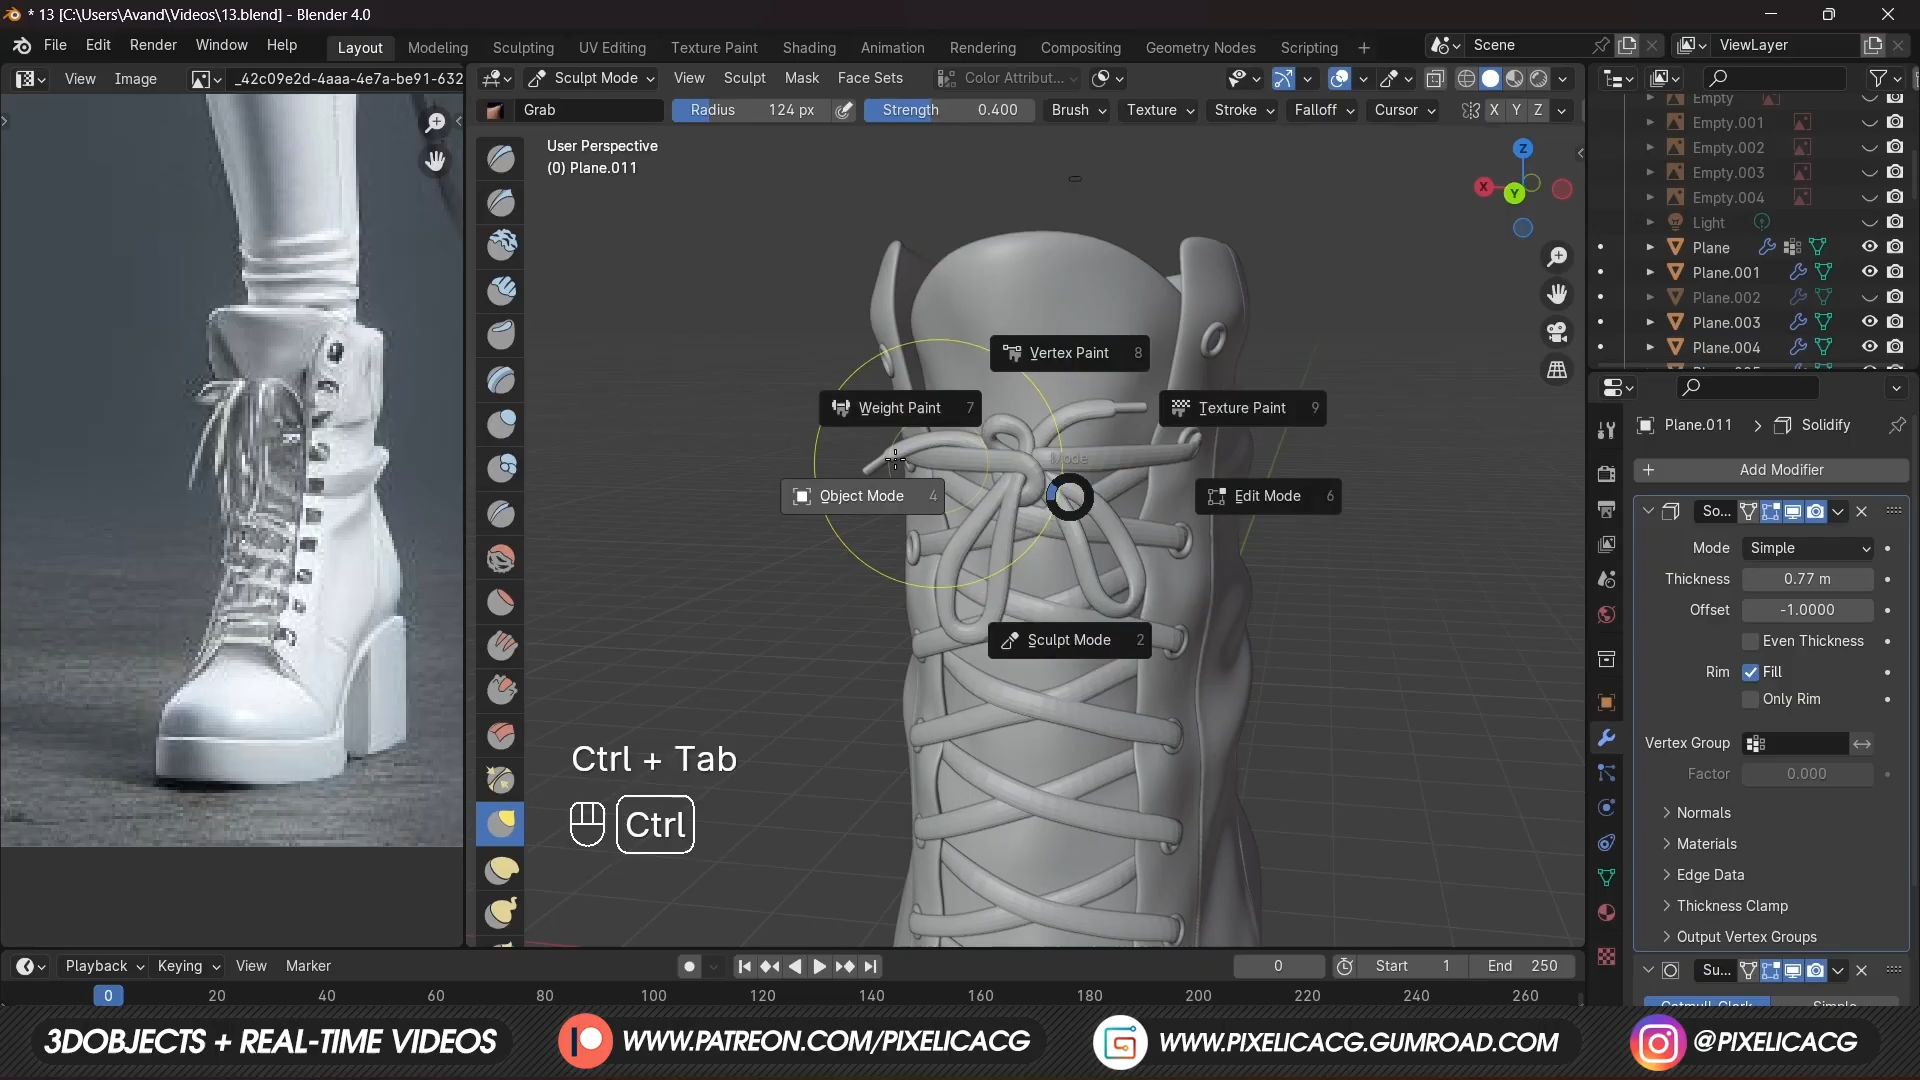 * 13 [C:\Users\Avand\Videos\13.blend] - Blender 4.0
File Edit Render Window Help Layout Modeling Sculpting UV Editing Texture Paint Shading Animation Rendering Compositing Geometry Nodes Scripting + Scene ViewLayer
View Image _42c09e2d-4aaa-4e7a-be91-632
Sculpt Mode View Sculpt Mask Face Sets Color Attribut...
Grab Radius 124 px Strength 0.400 Brush Texture Stroke Falloff Cursor X Y Z
User Perspective
(0) Plane.011
Z
X
Y
Vertex Paint 8
Weight Paint 7
Texture Paint 9
Mode
Object Mode 4
Edit Mode 6
Sculpt Mode 2
Ctrl + Tab
Ctrl
Empty
Empty.001
Empty.002
Empty.003
Empty.004
Light
Plane
Plane.001
Plane.002
Plane.003
Plane.004
Plane.011 > Solidify
+ Add Modifier
So...
Mode Simple
Thickness 0.77 m
Offset -1.0000
Even Thickness
Rim Fill
Only Rim
Vertex Group
Factor 0.000
Normals
Materials
Edge Data
Thickness Clamp
Output Vertex Groups
Su...
Catmull-Clark Simple
Playback Keying View Marker 0 Start 1 End 250
0 20 40 60 80 100 120 140 160 180 200 220 240 260
3DOBJECTS + REAL-TIME VIDEOS WWW.PATREON.COM/PIXELICACG WWW.PIXELICACG.GUMROAD.COM @PIXELICACG